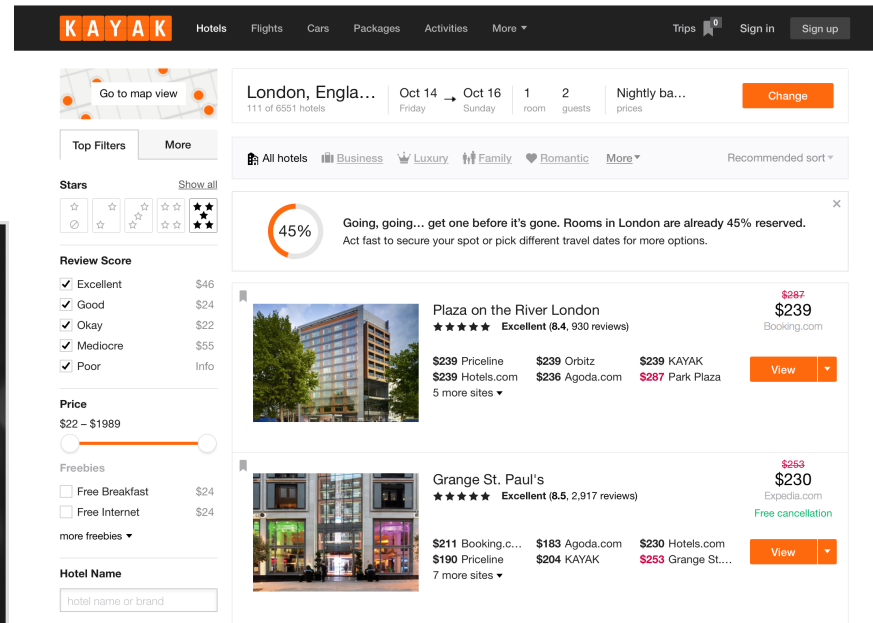 KAYAK
Hotels Flights Cars Packages Activities More
Trips 0 Sign in Sign up
Go to map view
London, Engla...
111 of 6551 hotels
Oct 14 → Oct 16
Friday Sunday
1 2
room guests
Nightly ba...
prices
Change
Top Filters More
All hotels Business Luxury Family Romantic More
Recommended sort
Stars Show all
45%
Going, going... get one before it's gone. Rooms in London are already 45% reserved.
Act fast to secure your spot or pick different travel dates for more options.
Review Score
Excellent $46
Good $24
Okay $22
Mediocre $55
Poor Info
Price
$22 – $1989
Freebies
Free Breakfast $24
Free Internet $24
more freebies
Hotel Name
hotel name or brand
Plaza on the River London
Excellent (8.4, 930 reviews)
$239 Priceline $239 Orbitz $239 KAYAK
$239 Hotels.com $236 Agoda.com $287 Park Plaza
5 more sites
$287
$239
Booking.com
View
Grange St. Paul's
Excellent (8.5, 2,917 reviews)
$211 Booking.c... $183 Agoda.com $230 Hotels.com
$190 Priceline $204 KAYAK $253 Grange St....
7 more sites
$253
$230
Expedia.com
Free cancellation
View